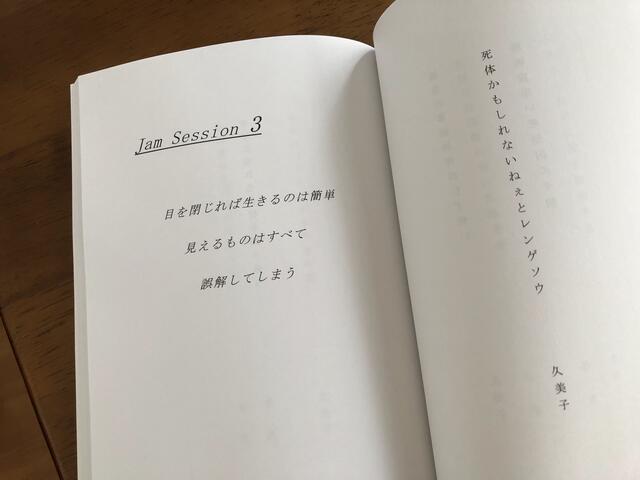 Jam Session 3
目を閉じれば生きるのは簡単
見えるものはすべて
誤解してしまう
死体かもしれないねぇとレンゲソウ
久美子